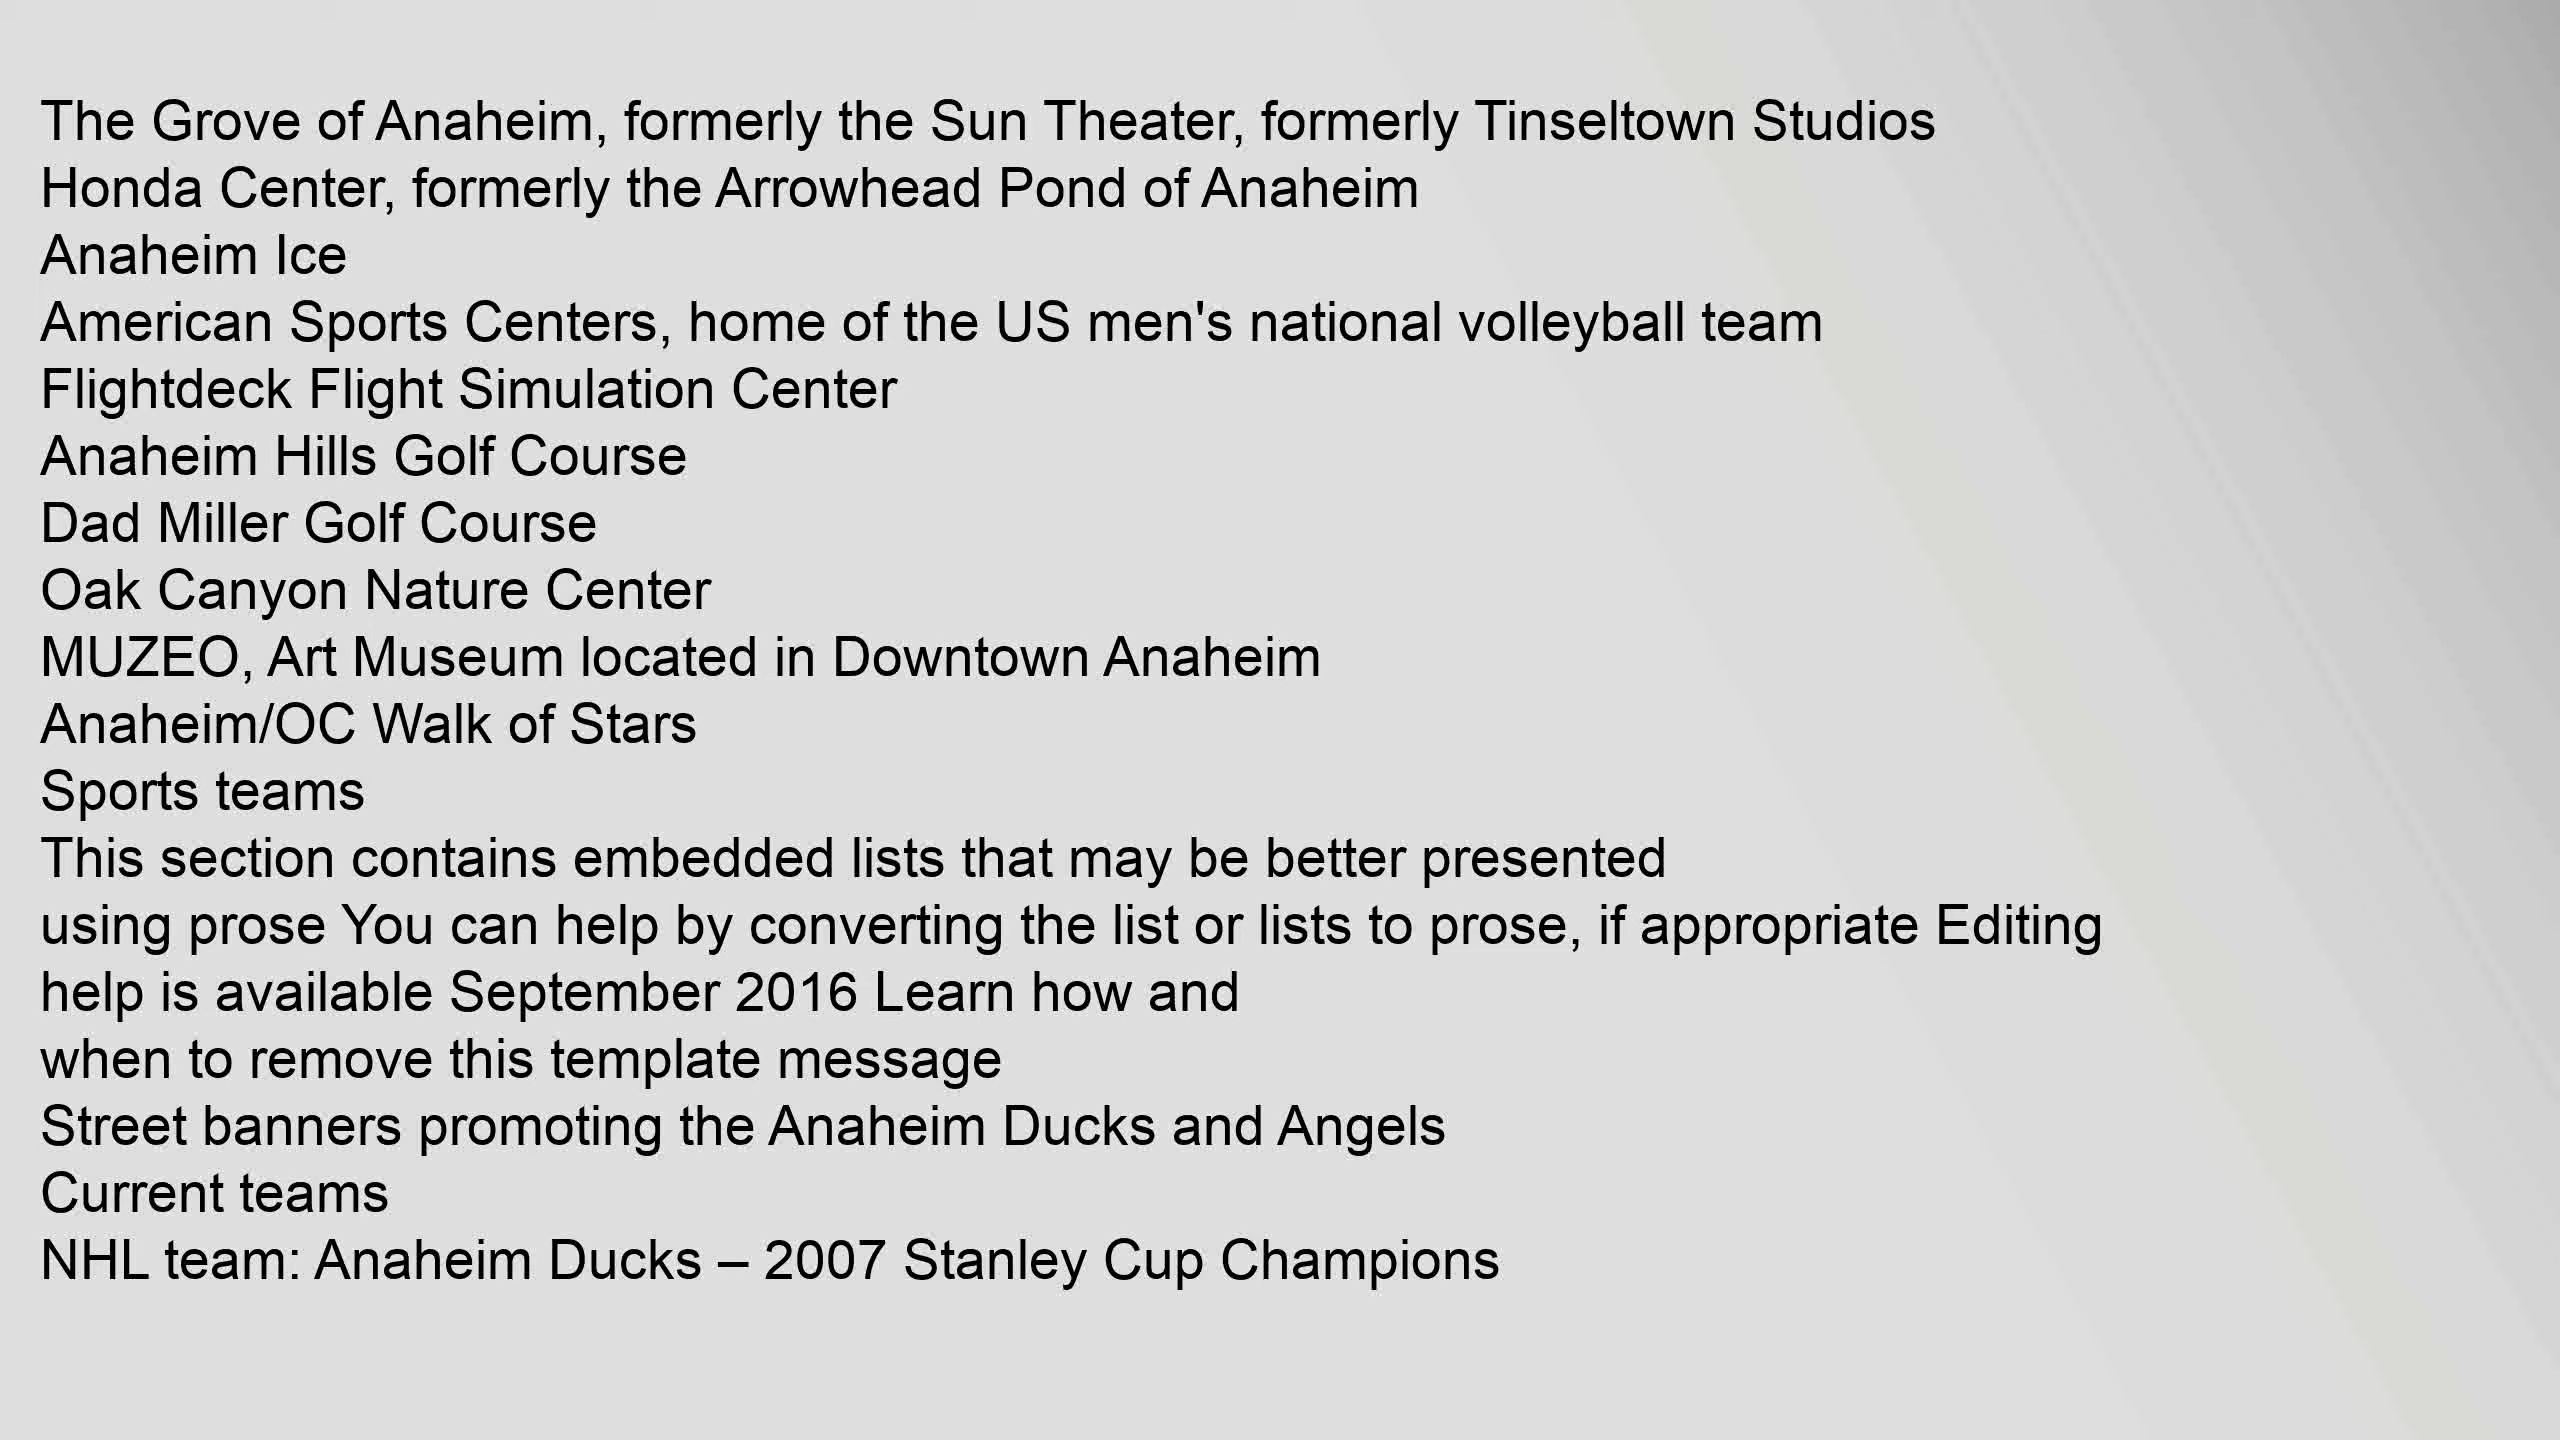 The Grove of Anaheim, formerly the Sun Theater, formerly Tinseltown Studios
Honda Center, formerly the Arrowhead Pond of Anaheim
Anaheim Ice
American Sports Centers, home of the US men's national volleyball team
Flightdeck Flight Simulation Center
Anaheim Hills Golf Course
Dad Miller Golf Course
Oak Canyon Nature Center
MUZEO, Art Museum located in Downtown Anaheim
Anaheim/OC Walk of Stars
Sports teams
This section contains embedded lists that may be better presented
using prose You can help by converting the list or lists to prose, if appropriate Editing
help is available September 2016 Learn how and
when to remove this template message
Street banners promoting the Anaheim Ducks and Angels
Current teams
NHL team: Anaheim Ducks – 2007 Stanley Cup Champions